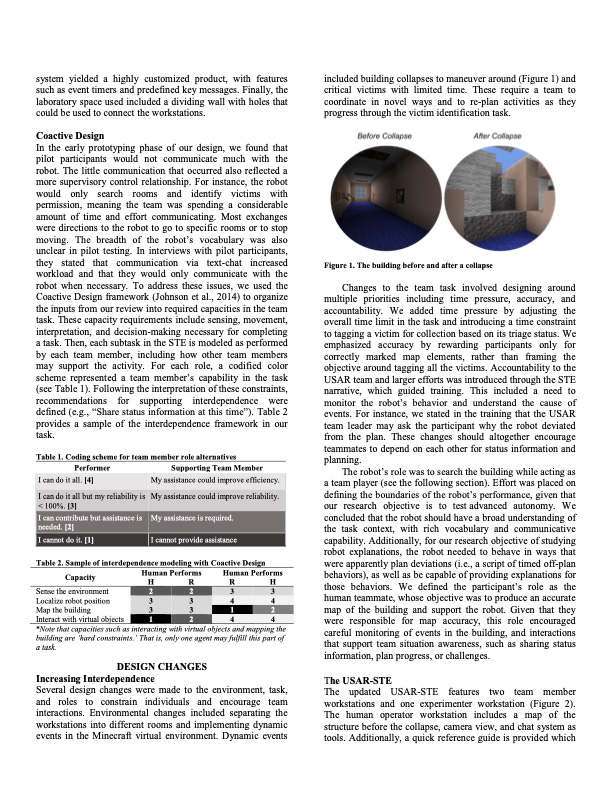 system yielded a highly customized product, with features
such as event timers and predefined key messages. Finally, the
laboratory space used included a dividing wall with holes that
could be used to connect the workstations.
Coactive Design
In the early prototyping phase of our design, we found that
pilot participants would not communicate much with the
robot. The little communication that occurred also reflected a
more supervisory control relationship. For instance, the robot
would only search rooms and identify victims with
permission, meaning the team was spending a considerable
amount of time and effort communicating. Most exchanges
were directions to the robot to go to specific rooms or to stop
moving. The breadth of the robot's vocabulary was also
unclear in pilot testing. In interviews with pilot participants,
they stated that communication via text-chat increased
workload and that they would only communicate with the
robot when necessary. To address these issues, we used the
Coactive Design framework (Johnson et al., 2014) to organize
the inputs from our review into required capacities in the team
task. These capacity requirements include sensing, movement,
interpretation, and decision-making necessary for completing
a task. Then, each subtask in the STE is modeled as performed
by each team member, including how other team members
may support the activity. For each role, a codified color
scheme represented a team member's capability in the task
(see Table 1). Following the interpretation of these constraints,
recommendations for supporting interdependence were
defined (e.g., “Share status information at this time”). Table 2
provides a sample of the interdependence framework in our
task.
Table 1. Coding scheme for team member role alternatives
Performer Supporting Team Member
I can do it all. [4] My assistance could improve efficiency.
I can do it all but my reliability is My assistance could improve reliability.
< 100%. [3]
I can contribute but assistance is My assistance is required.
needed. [2]
I cannot do it. [1] I cannot provide assistance
Table 2. Sample of interdependence modeling with Coactive Design
Capacity Human Performs Human Performs
H R R H
Sense the environment 2 2 3 3
Localize robot position 3 3 4 4
Map the building 3 3 1 2
Interact with virtual objects 1 2 4 4
*Note that capacities such as interacting with virtual objects and mapping the
building are ‘hard constraints.’ That is, only one agent may fulfill this part of
a task.
DESIGN CHANGES
Increasing Interdependence
Several design changes were made to the environment, task,
and roles to constrain individuals and encourage team
interactions. Environmental changes included separating the
workstations into different rooms and implementing dynamic
events in the Minecraft virtual environment. Dynamic events
included building collapses to maneuver around (Figure 1) and
critical victims with limited time. These require a team to
coordinate in novel ways and to re-plan activities as they
progress through the victim identification task.
Before Collapse After Collapse
Figure 1. The building before and after a collapse
Changes to the team task involved designing around
multiple priorities including time pressure, accuracy, and
accountability. We added time pressure by adjusting the
overall time limit in the task and introducing a time constraint
to tagging a victim for collection based on its triage status. We
emphasized accuracy by rewarding participants only for
correctly marked map elements, rather than framing the
objective around tagging all the victims. Accountability to the
USAR team and larger efforts was introduced through the STE
narrative, which guided training. This included a need to
monitor the robot's behavior and understand the cause of
events. For instance, we stated in the training that the USAR
team leader may ask the participant why the robot deviated
from the plan. These changes should altogether encourage
teammates to depend on each other for status information and
planning.
The robot's role was to search the building while acting as
a team player (see the following section). Effort was placed on
defining the boundaries of the robot's performance, given that
our research objective is to test advanced autonomy. We
concluded that the robot should have a broad understanding of
the task context, with rich vocabulary and communicative
capability. Additionally, for our research objective of studying
robot explanations, the robot needed to behave in ways that
were apparently plan deviations (i.e., a script of timed off-plan
behaviors), as well as be capable of providing explanations for
those behaviors. We defined the participant's role as the
human teammate, whose objective was to produce an accurate
map of the building and support the robot. Given that they
were responsible for map accuracy, this role encouraged
careful monitoring of events in the building, and interactions
that support team situation awareness, such as sharing status
information, plan progress, or challenges.
The USAR-STE
The updated USAR-STE features two team member
workstations and one experimenter workstation (Figure 2).
The human operator workstation includes a map of the
structure before the collapse, camera view, and chat system as
tools. Additionally, a quick reference guide is provided which